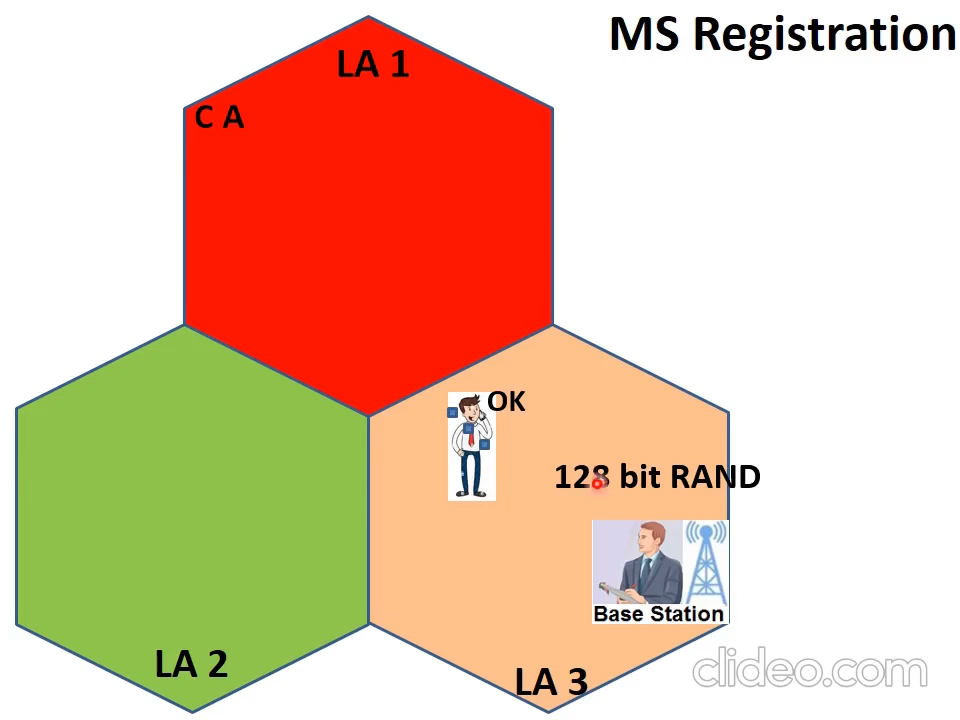 MS Registration
LA 1
C A
OK
128 bit RAND
Base Station
LA 2
LA 3
clideo.com